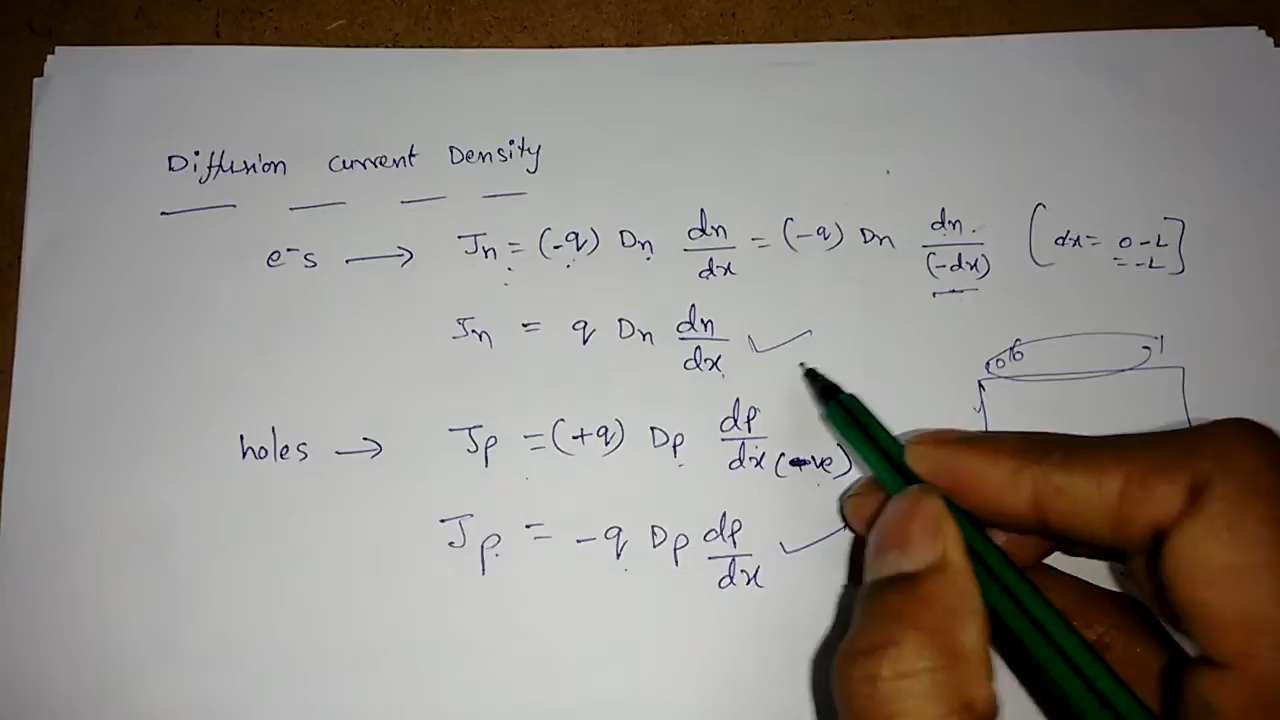 Diffusion current Density
e⁻s → Jn = (-q) Dn dn/dx = (-q) Dn dn/(-dx) (dx = 0-L = -L]
Jn = q Dn dn/dx ✓
holes → Jp = (+q) Dp dp/dx (-ve)
Jp = -q Dp dp/dx ✓